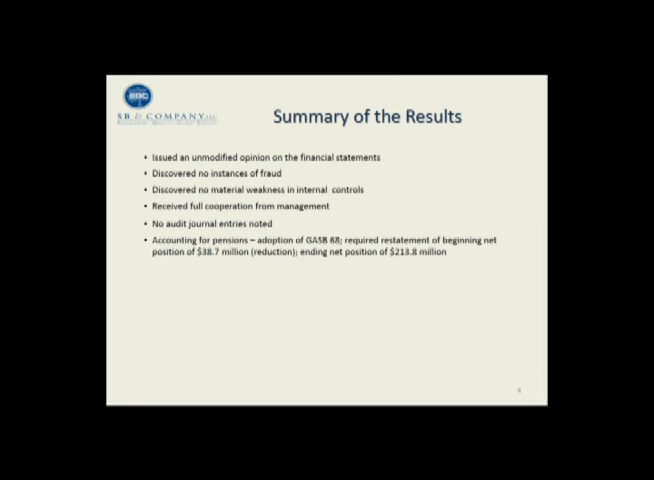 SBC
SB & COMPANY, LLC
Summary of the Results
• Issued an unmodified opinion on the financial statements
• Discovered no instances of fraud
• Discovered no material weakness in internal controls
• Received full cooperation from management
• No audit journal entries noted
• Accounting for pensions – adoption of GASB 68; required restatement of beginning net
position of $38.7 million (reduction); ending net position of $213.8 million